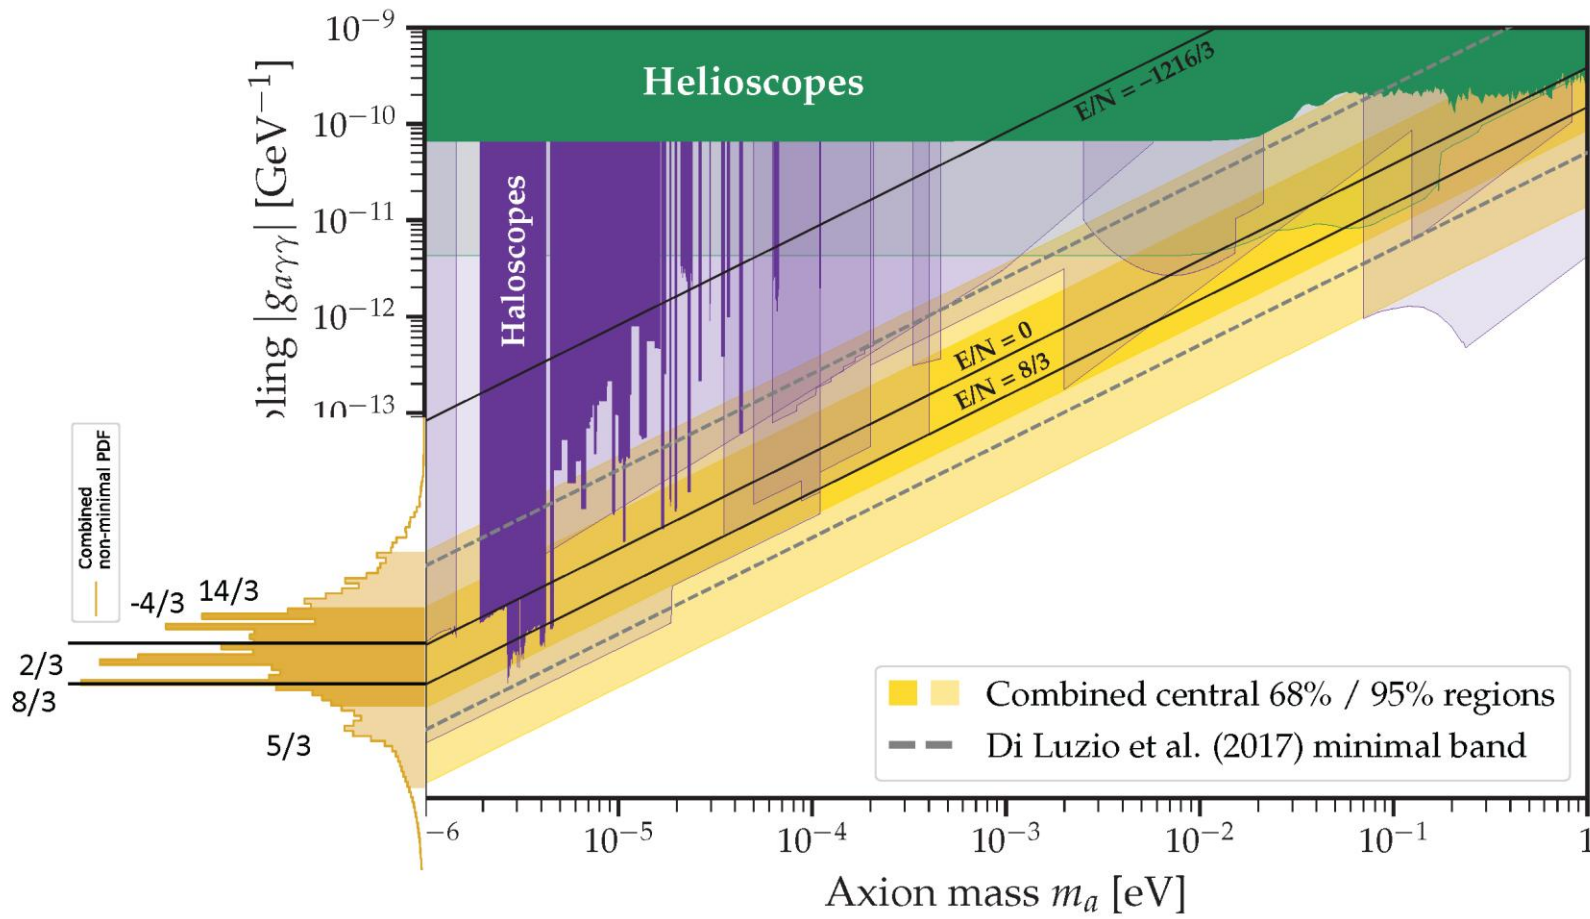 10⁻⁹
10⁻¹⁰
10⁻¹¹
10⁻¹²
10⁻¹³
oling |gₐγγ| [GeV⁻¹]
Helioscopes
Haloscopes
E/N = −1216/3
E/N = 0
E/N = 8/3
Combined
non-minimal PDF
-4/3
14/3
2/3
8/3
5/3
Combined central 68% / 95% regions
Di Luzio et al. (2017) minimal band
−6
10⁻⁵
10⁻⁴
10⁻³
10⁻²
10⁻¹
1
Axion mass mₐ [eV]